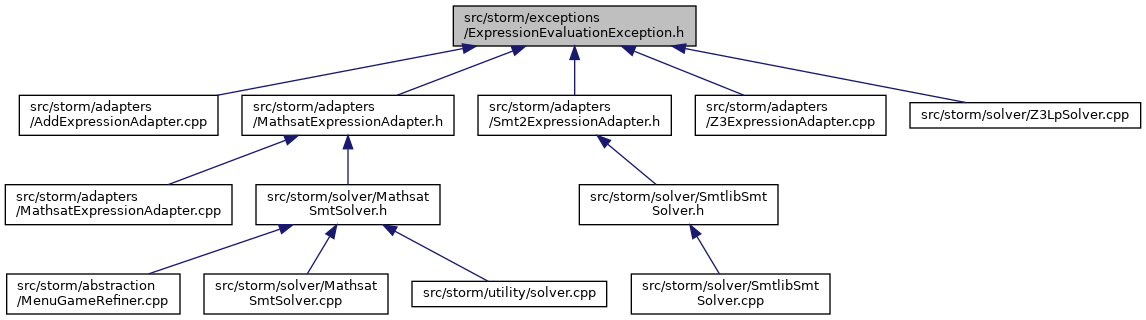 src/storm/exceptions
/ExpressionEvaluationException.h
src/storm/adapters
/AddExpressionAdapter.cpp
src/storm/adapters
/MathsatExpressionAdapter.h
src/storm/adapters
/Smt2ExpressionAdapter.h
src/storm/adapters
/Z3ExpressionAdapter.cpp
src/storm/solver/Z3LpSolver.cpp
src/storm/adapters
/MathsatExpressionAdapter.cpp
src/storm/solver/Mathsat
SmtSolver.h
src/storm/solver/SmtlibSmt
Solver.h
src/storm/abstraction
/MenuGameRefiner.cpp
src/storm/solver/Mathsat
SmtSolver.cpp
src/storm/utility/solver.cpp
src/storm/solver/SmtlibSmt
Solver.cpp